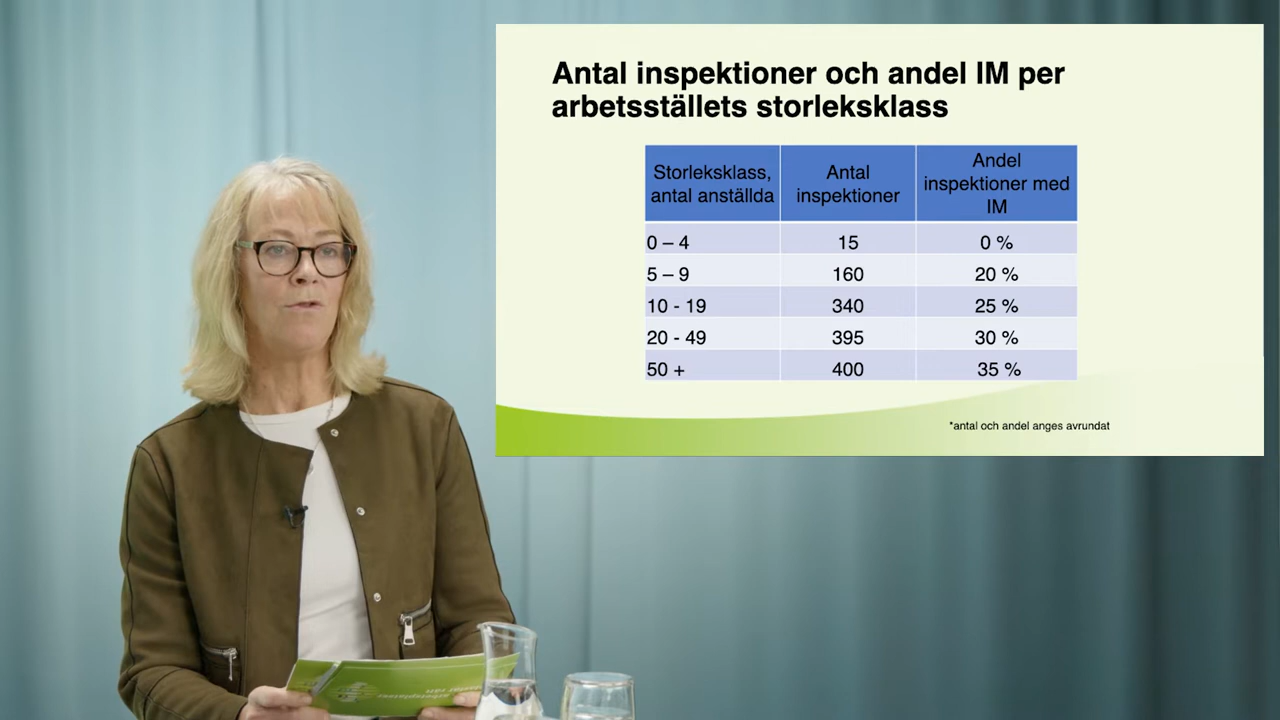 Antal inspektioner och andel IM per
arbetsställets storleksklass
Storleksklass,
antal anställda
Antal
inspektioner
Andel
inspektioner med
IM
0 – 4 15 0 %
5 – 9 160 20 %
10 - 19 340 25 %
20 - 49 395 30 %
50 + 400 35 %
*antal och andel anges avrundat